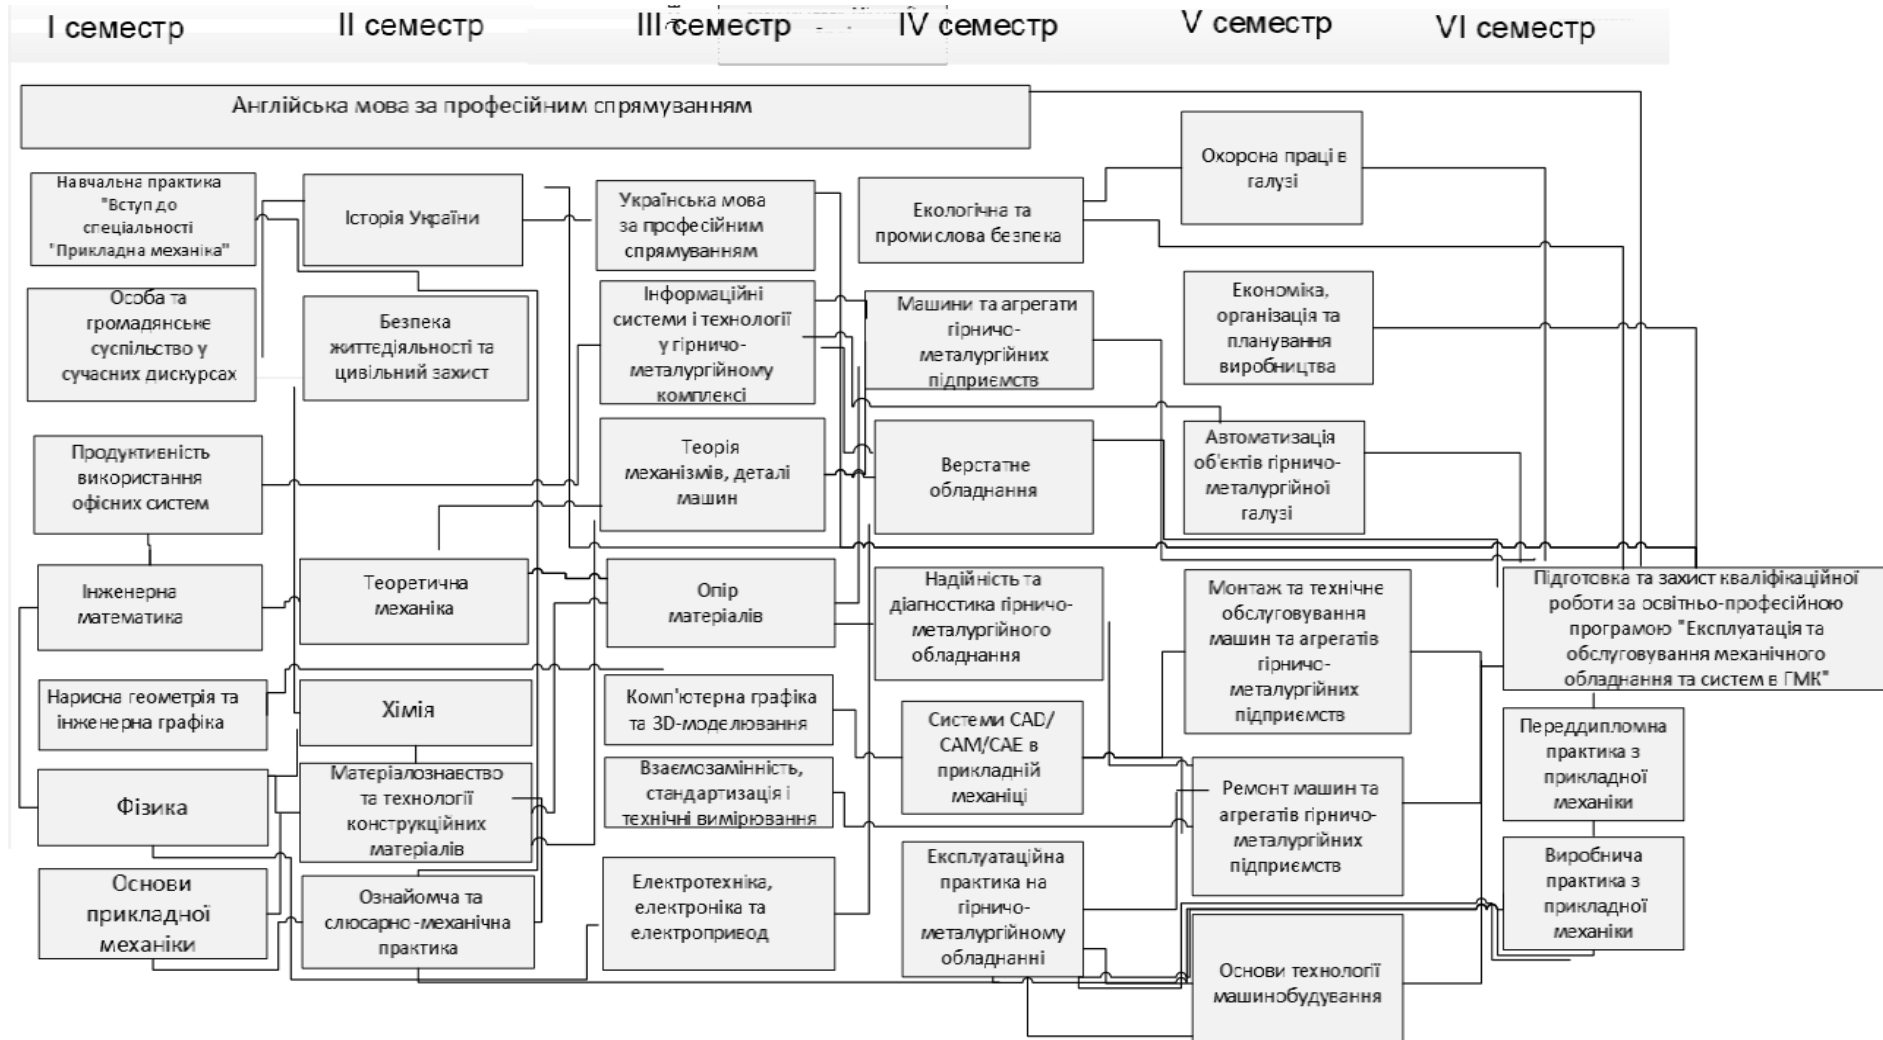 I семестр
II семестр
III семестр
IV семестр
V семестр
VI семестр
Англійська мова за професійним спрямуванням
Навчальна практика
"Вступ до
спеціальності
"Прикладна механіка"
Особа та
громадянське
суспільство у
сучасних дискурсах
Продуктивність
використання
офісних систем
Інженерна
математика
Нарисна геометрія та
інженерна графіка
Фізика
Основи
прикладної
механіки
Історія України
Безпека
життєдіяльності та
цивільний захист
Теоретична
механіка
Хімія
Матеріалознавство
та технології
конструкційних
матеріалів
Ознайомча та
слюсарно-механічна
практика
Українська мова
за професійним
спрямуванням
Інформаційні
системи і технології
у гірничо-
металургійному
комплексі
Теорія
механізмів, деталі
машин
Опір
матеріалів
Комп'ютерна графіка
та 3D-моделювання
Взаємозамінність,
стандартизація і
технічні вимірювання
Електротехніка,
електроніка та
електропривод
Екологічна та
промислова безпека
Машини та агрегати
гірничо-
металургійних
підприємств
Верстатне
обладнання
Надійність та
діагностика гірничо-
металургійного
обладнання
Системи CAD/
CAM/CAE в
прикладній
механіці
Експлуатаційна
практика на
гірничо-
металургійному
обладнанні
Охорона праці в
галузі
Економіка,
організація та
планування
виробництва
Автоматизація
об'єктів гірничо-
металургійної
галузі
Монтаж та технічне
обслуговування
машин та агрегатів
гірничо-
металургійних
підприємств
Ремонт машин та
агрегатів гірничо-
металургійних
підприємств
Основи технології
машинобудування
Підготовка та захист кваліфікаційної
роботи за освітньо-професійною
програмою "Експлуатація та
обслуговування механічного
обладнання та систем в ГМК"
Переддипломна
практика з
прикладної
механіки
Виробнича
практика з
прикладної
механіки